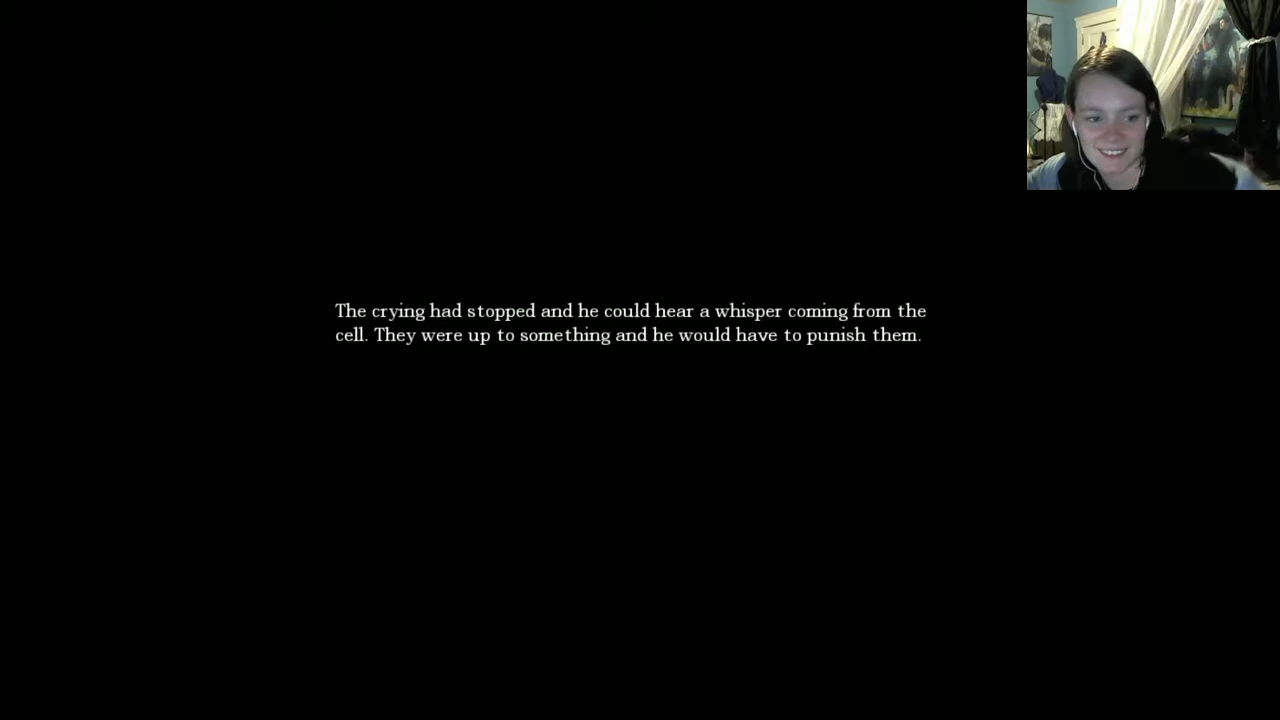 The crying had stopped and he could hear a whisper coming from the
cell. They were up to something and he would have to punish them.